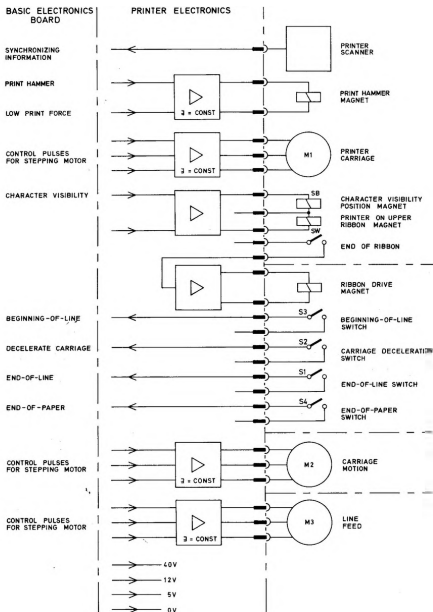 BASIC ELECTRONICS
BOARD
PRINTER ELECTRONICS
SYNCHRONIZING
INFORMATION
PRINTER
SCANNER
PRINT HAMMER
LOW PRINT FORCE
Ʒ = CONST
PRINT HAMMER
MAGNET
CONTROL PULSES
FOR STEPPING MOTOR
Ʒ = CONST
M1
PRINTER
CARRIAGE
CHARACTER VISIBILITY
SB
CHARACTER VISIBILITY
POSITION MAGNET
PRINTER ON UPPER
RIBBON MAGNET
SW
END OF RIBBON
RIBBON DRIVE
MAGNET
BEGINNING-OF-LINE
S3
BEGINNING-OF-LINE
SWITCH
DECELERATE CARRIAGE
S2
CARRIAGE DECELERATION
SWITCH
END-OF-LINE
S1
END-OF-LINE SWITCH
END-OF-PAPER
S4
END-OF-PAPER
SWITCH
CONTROL PULSES
FOR STEPPING MOTOR
Ʒ = CONST
M2
CARRIAGE
MOTION
CONTROL PULSES
FOR STEPPING MOTOR
Ʒ = CONST
M3
LINE
FEED
40V
12V
5V
0V